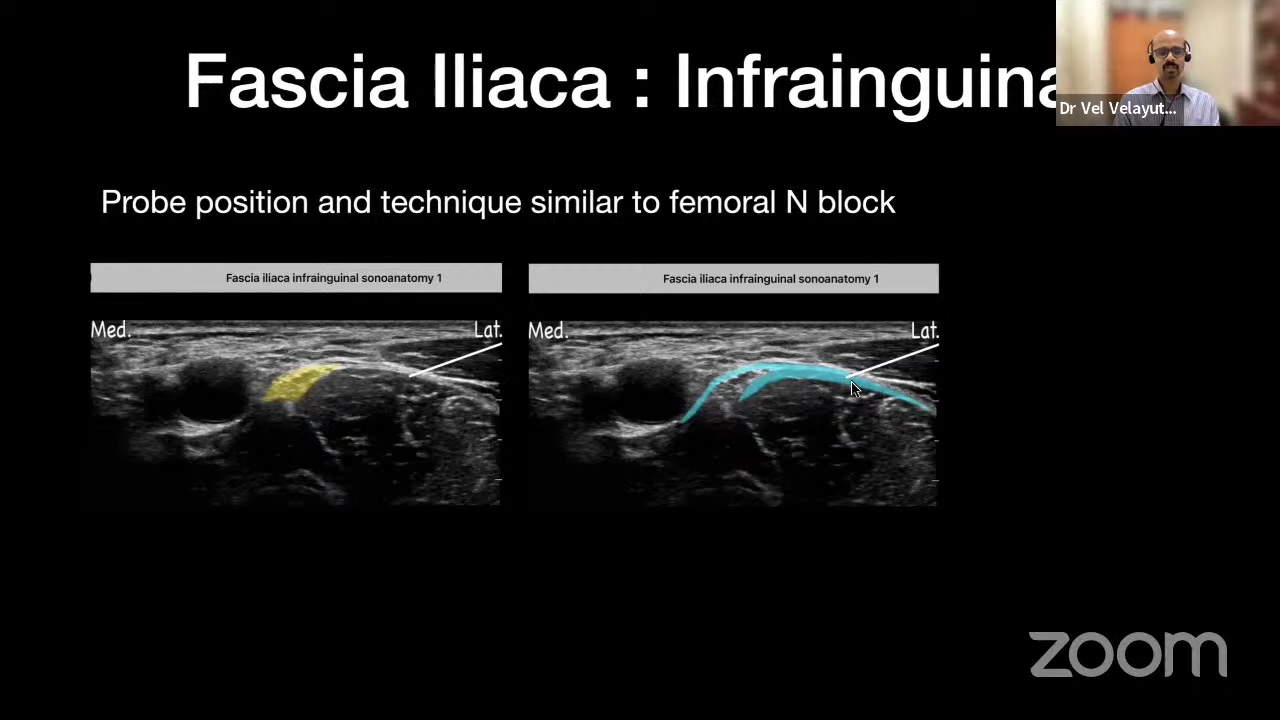 Fascia Iliaca : Infrainguina
Dr Vel Velayut...
Probe position and technique similar to femoral N block
Fascia iliaca infrainguinal sonoanatomy 1
Fascia iliaca infrainguinal sonoanatomy 1
Med.
Lat.
Med.
Lat.
zoom